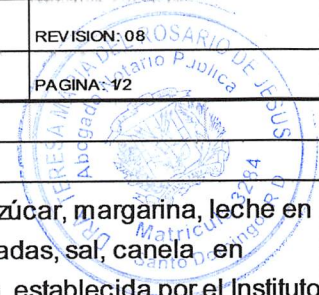 REVISION: 08
PAGINA: 1/2
DRA. TERESA MARIA DEL ROSARIO DE JESUS
Abogado Notario Publico
Matricula 3284
Santo Domingo, R.D.
zúcar, margarina, leche en
adas, sal, canela en
establecida por el Instituto